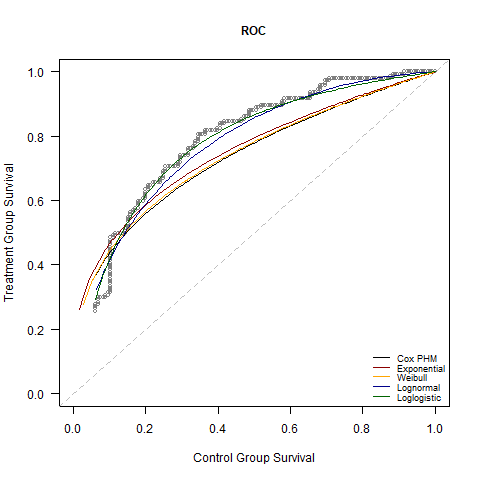 ROC
Treatment Group Survival
1.0
0.8
0.6
0.4
0.2
0.0
Cox PHM
Exponential
Weibull
Lognormal
Loglogistic
0.0 0.2 0.4 0.6 0.8 1.0
Control Group Survival